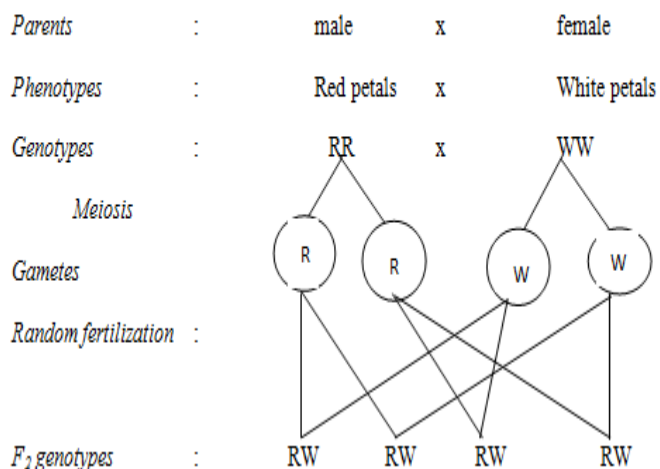 Parents : male x female
Phenotypes : Red petals x White petals
Genotypes : RR x WW
Meiosis
R R W W
Gametes
Random fertilization :
F2 genotypes : RW RW RW RW